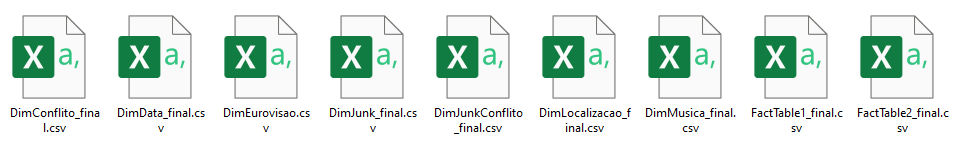 DimConflito_fina
l.csv
DimData_final.cs
v
DimEurovisao.cs
v
DimJunk_final.cs
v
DimJunkConflito
_final.csv
DimLocalizacao_f
inal.csv
DimMusica_final.
csv
FactTable1_final.c
sv
FactTable2_final.c
sv
X a,
X a,
X a,
X a,
X a,
X a,
X a,
X a,
X a,